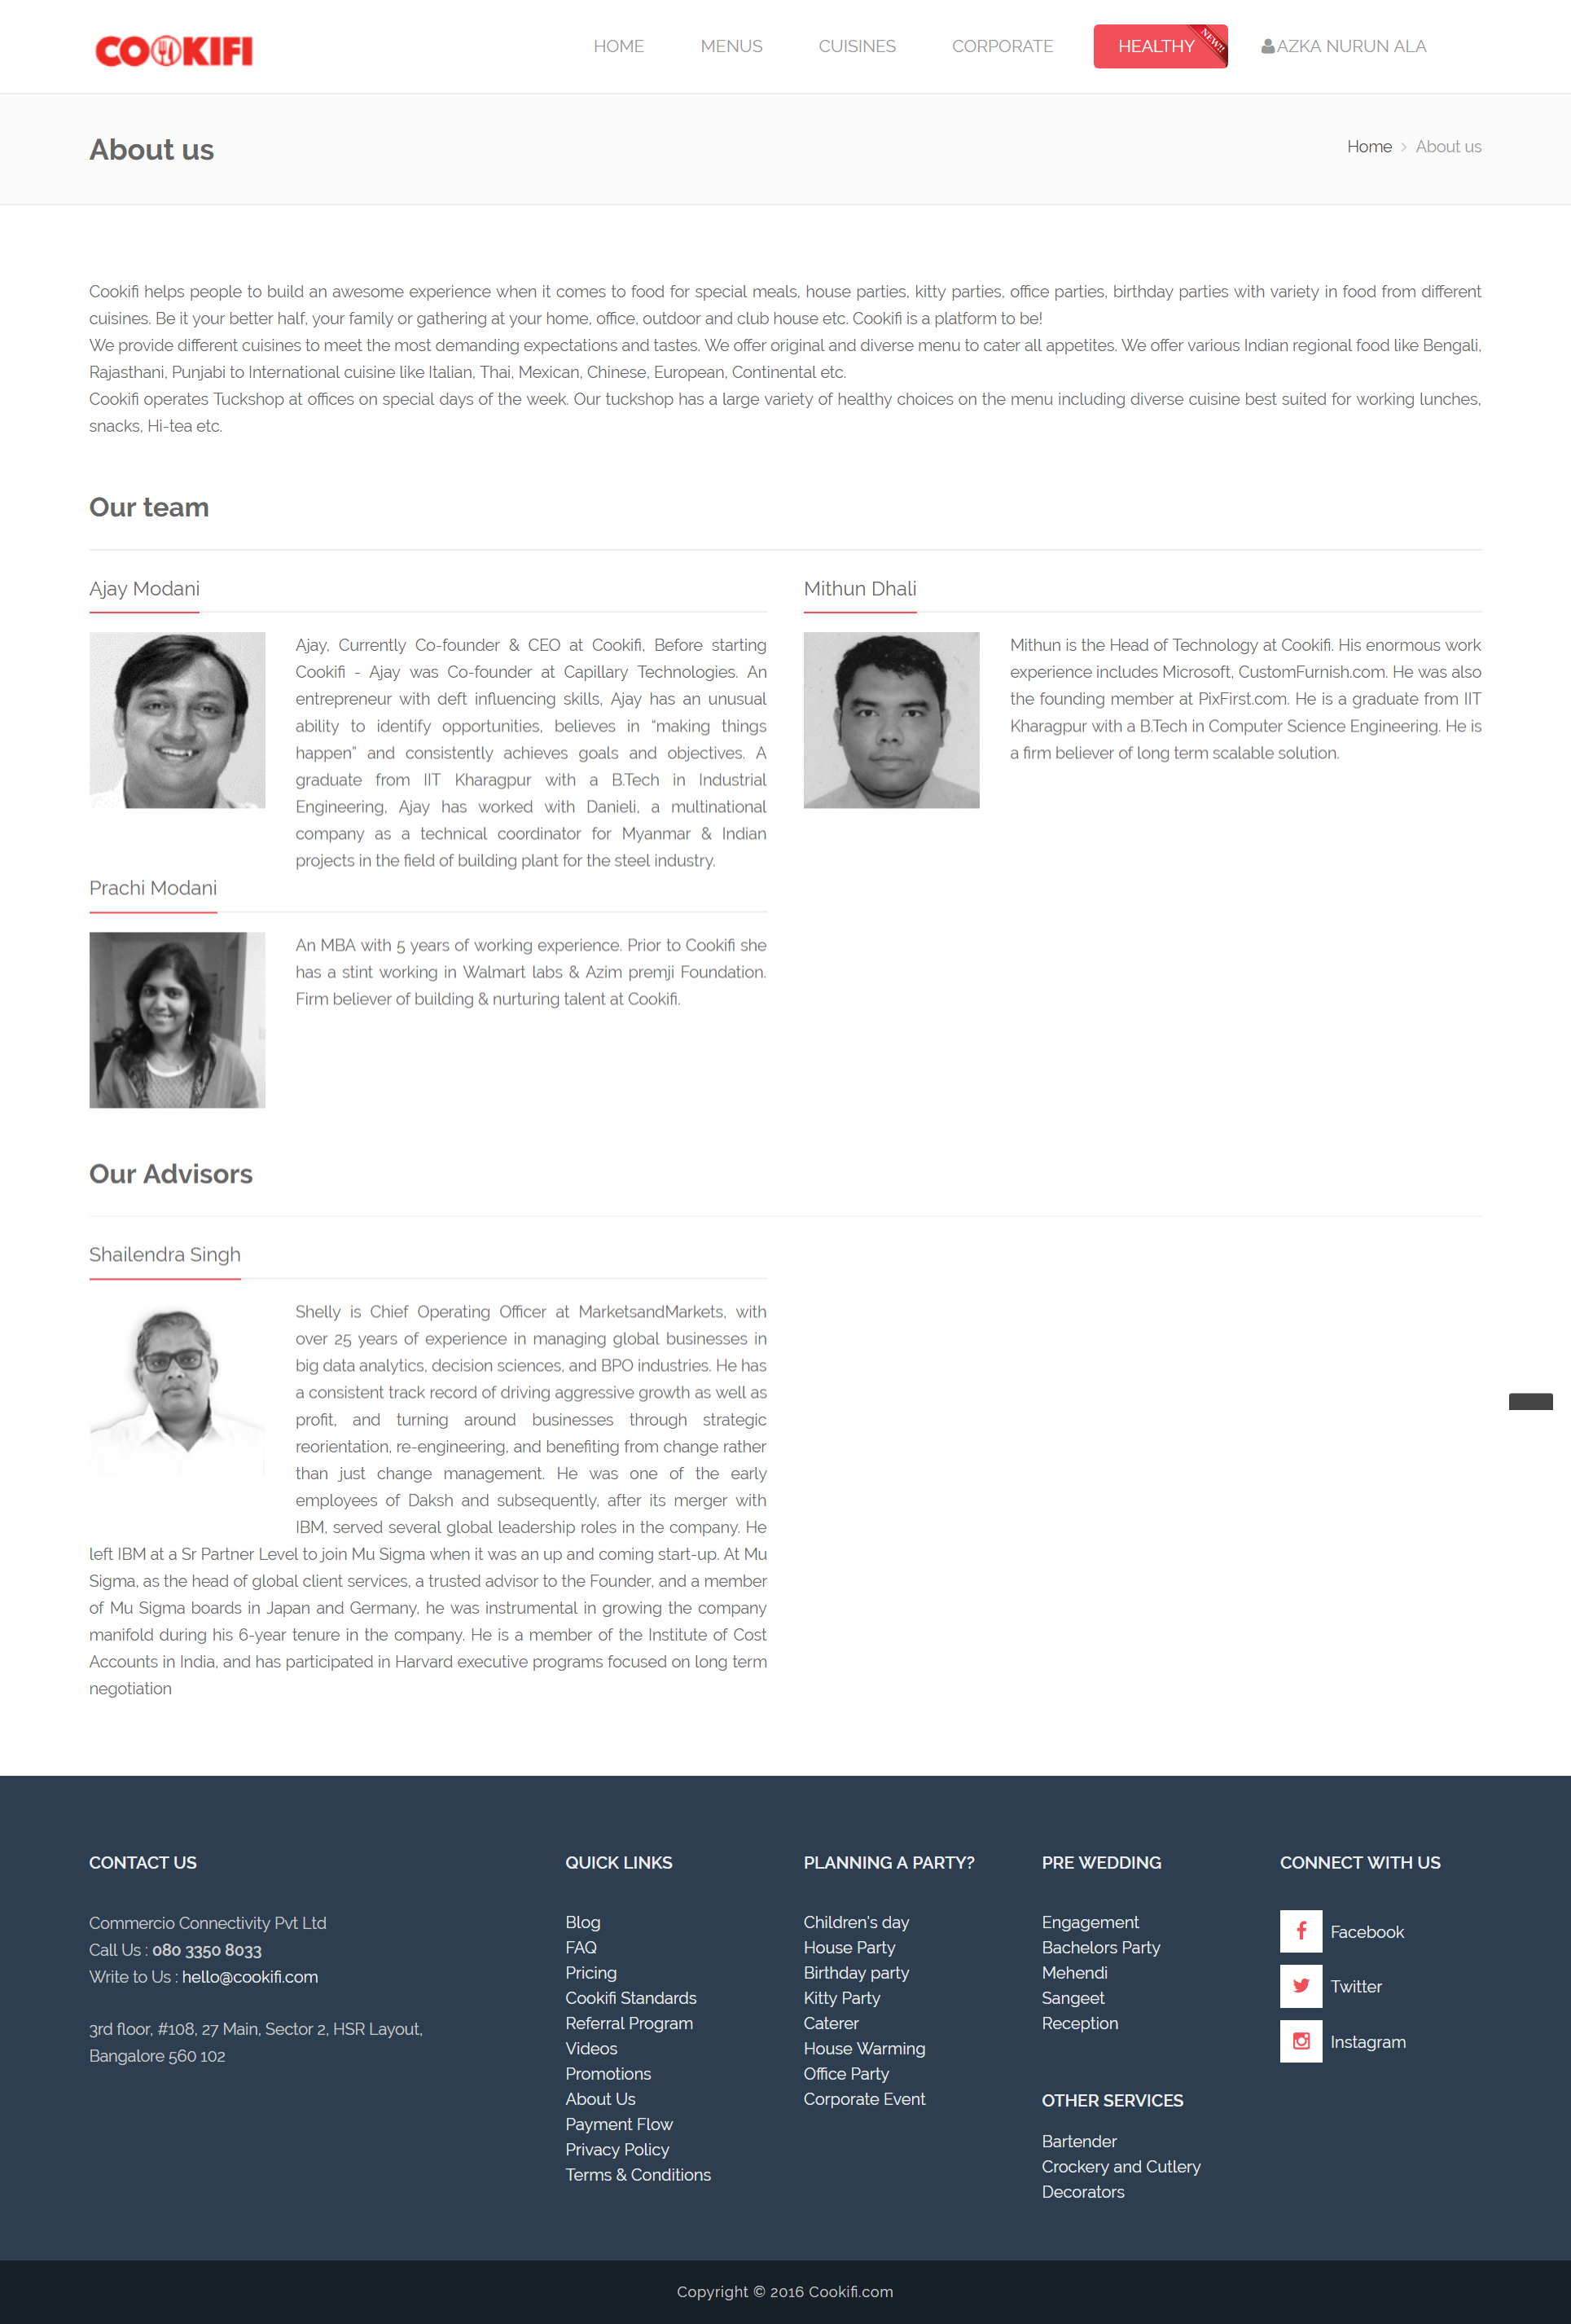 COOKIFI
HOME MENUS CUISINES CORPORATE HEALTHY NEW!! AZKA NURUN ALA
About us
Home > About us
Cookifi helps people to build an awesome experience when it comes to food for special meals, house parties, kitty parties, office parties, birthday parties with variety in food from different
cuisines. Be it your better half, your family or gathering at your home, office, outdoor and club house etc. Cookifi is a platform to be!
We provide different cuisines to meet the most demanding expectations and tastes. We offer original and diverse menu to cater all appetites. We offer various Indian regional food like Bengali,
Rajasthani, Punjabi to International cuisine like Italian, Thai, Mexican, Chinese, European, Continental etc.
Cookifi operates Tuckshop at offices on special days of the week. Our tuckshop has a large variety of healthy choices on the menu including diverse cuisine best suited for working lunches,
snacks, Hi-tea etc.
Our team
Ajay Modani
Ajay, Currently Co-founder & CEO at Cookifi, Before starting
Cookifi - Ajay was Co-founder at Capillary Technologies. An
entrepreneur with deft influencing skills, Ajay has an unusual
ability to identify opportunities, believes in “making things
happen” and consistently achieves goals and objectives. A
graduate from IIT Kharagpur with a B.Tech in Industrial
Engineering, Ajay has worked with Danieli, a multinational
company as a technical coordinator for Myanmar & Indian
projects in the field of building plant for the steel industry.
Mithun Dhali
Mithun is the Head of Technology at Cookifi. His enormous work
experience includes Microsoft, CustomFurnish.com. He was also
the founding member at PixFirst.com. He is a graduate from IIT
Kharagpur with a B.Tech in Computer Science Engineering. He is
a firm believer of long term scalable solution.
Prachi Modani
An MBA with 5 years of working experience. Prior to Cookifi she
has a stint working in Walmart labs & Azim premji Foundation.
Firm believer of building & nurturing talent at Cookifi.
Our Advisors
Shailendra Singh
Shelly is Chief Operating Officer at MarketsandMarkets, with
over 25 years of experience in managing global businesses in
big data analytics, decision sciences, and BPO industries. He has
a consistent track record of driving aggressive growth as well as
profit, and turning around businesses through strategic
reorientation, re-engineering, and benefiting from change rather
than just change management. He was one of the early
employees of Daksh and subsequently, after its merger with
IBM, served several global leadership roles in the company. He
left IBM at a Sr Partner Level to join Mu Sigma when it was an up and coming start-up. At Mu
Sigma, as the head of global client services, a trusted advisor to the Founder, and a member
of Mu Sigma boards in Japan and Germany, he was instrumental in growing the company
manifold during his 6-year tenure in the company. He is a member of the Institute of Cost
Accounts in India, and has participated in Harvard executive programs focused on long term
negotiation
CONTACT US
Commercio Connectivity Pvt Ltd
Call Us : 080 3350 8033
Write to Us : hello@cookifi.com
3rd floor, #108, 27 Main, Sector 2, HSR Layout,
Bangalore 560 102
QUICK LINKS
Blog
FAQ
Pricing
Cookifi Standards
Referral Program
Videos
Promotions
About Us
Payment Flow
Privacy Policy
Terms & Conditions
PLANNING A PARTY?
Children's day
House Party
Birthday party
Kitty Party
Caterer
House Warming
Office Party
Corporate Event
PRE WEDDING
Engagement
Bachelors Party
Mehendi
Sangeet
Reception
OTHER SERVICES
Bartender
Crockery and Cutlery
Decorators
CONNECT WITH US
Facebook
Twitter
Instagram
Copyright © 2016 Cookifi.com